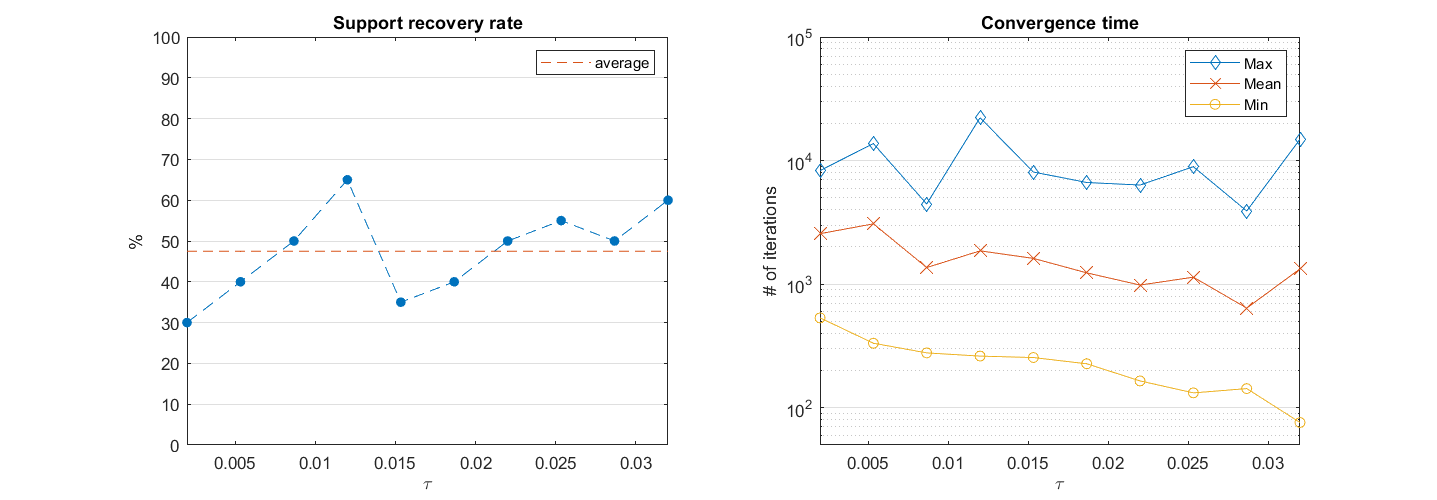 Support recovery rate
100
90
80
70
60
50
40
30
20
10
0
%
average
0.005 0.01 0.015 0.02 0.025 0.03
τ
Convergence time
10^5
10^4
10^3
10^2
# of iterations
Max
Mean
Min
0.005 0.01 0.015 0.02 0.025 0.03
τ